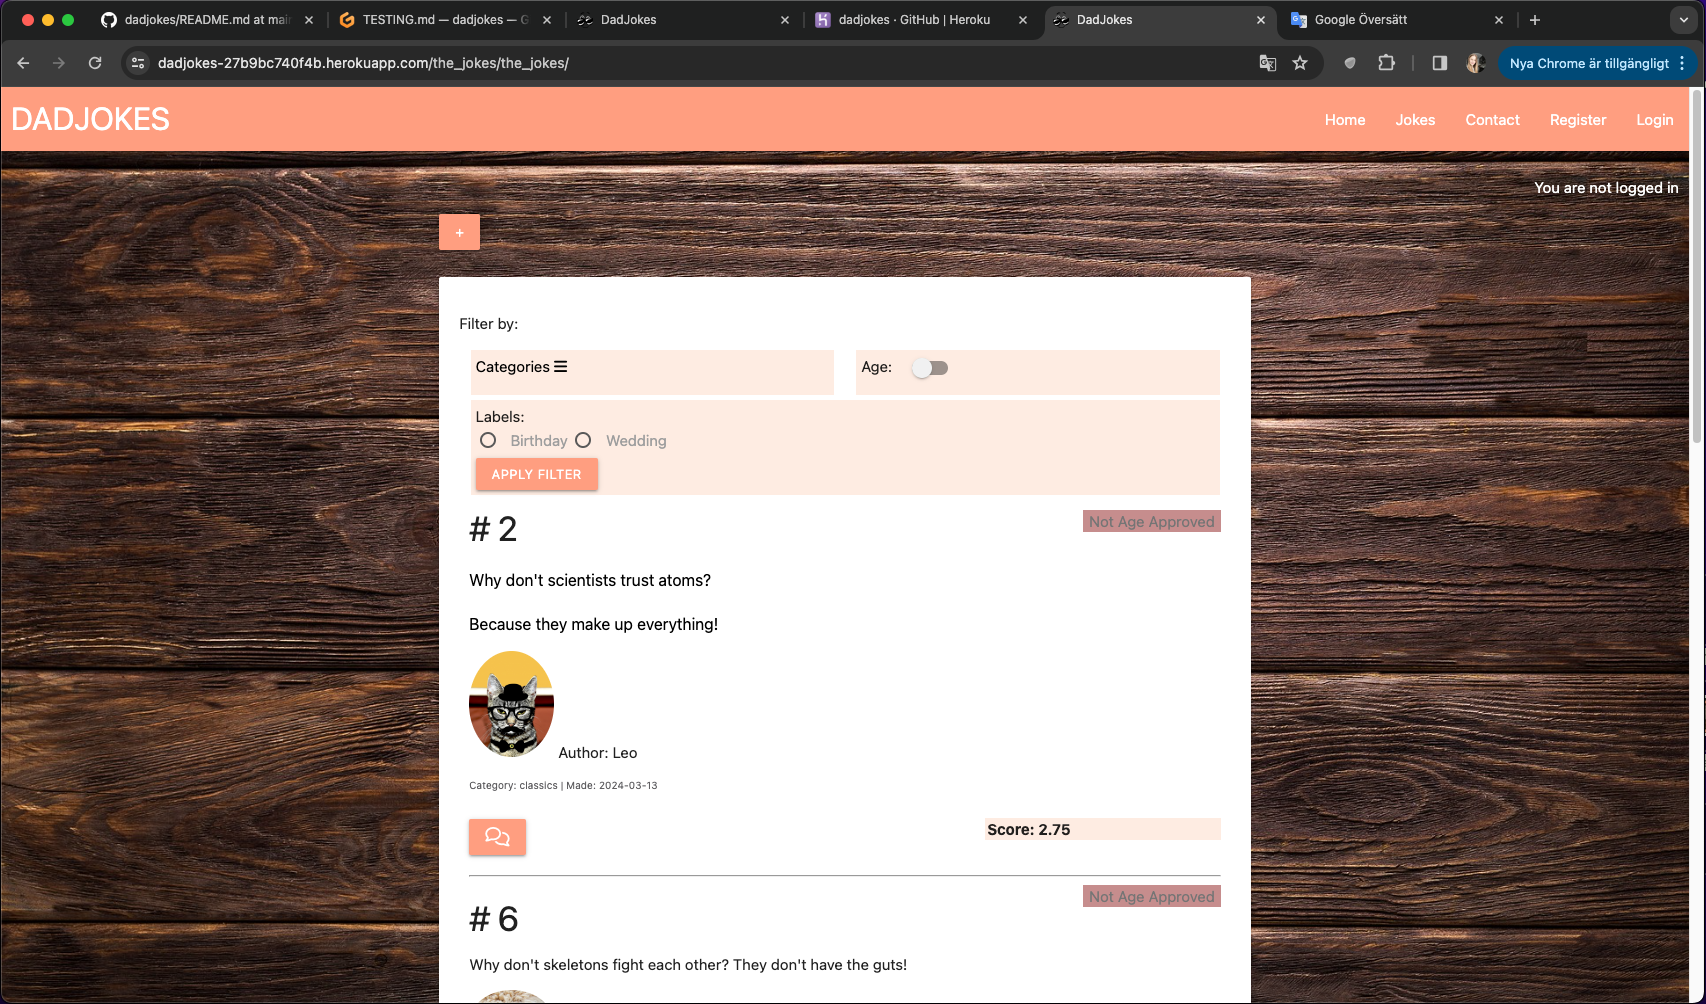 dadjokes/README.md at main
TESTING.md — dadjokes — G
DadJokes
dadjokes · GitHub | Heroku
DadJokes
Google Översätt
dadjokes-27b9bc740f4b.herokuapp.com/the_jokes/the_jokes/
Nya Chrome är tillgängligt
DADJOKES
Home
Jokes
Contact
Register
Login
You are not logged in
+
Filter by:
Categories
Age:
Labels:
Birthday
Wedding
APPLY FILTER
# 2
Not Age Approved
Why don't scientists trust atoms?
Because they make up everything!
Author: Leo
Category: classics | Made: 2024-03-13
Score: 2.75
Not Age Approved
# 6
Why don't skeletons fight each other? They don't have the guts!